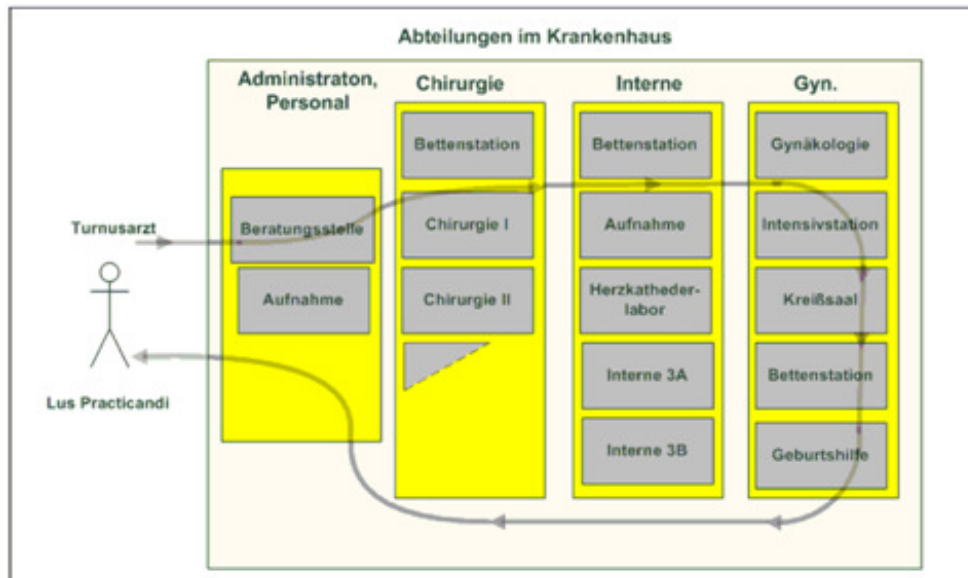 Abteilungen im Krankenhaus
Administraton,
Personal
Chirurgie
Interne
Gyn.
Turnusarzt
Lus Practicandi
Beratungsstelle
Aufnahme
Bettenstation
Chirurgie I
Chirurgie II
Bettenstation
Aufnahme
Herzkatheder-
labor
Interne 3A
Interne 3B
Gynäkologie
Intensivstation
Kreißsaal
Bettenstation
Geburtshilfe